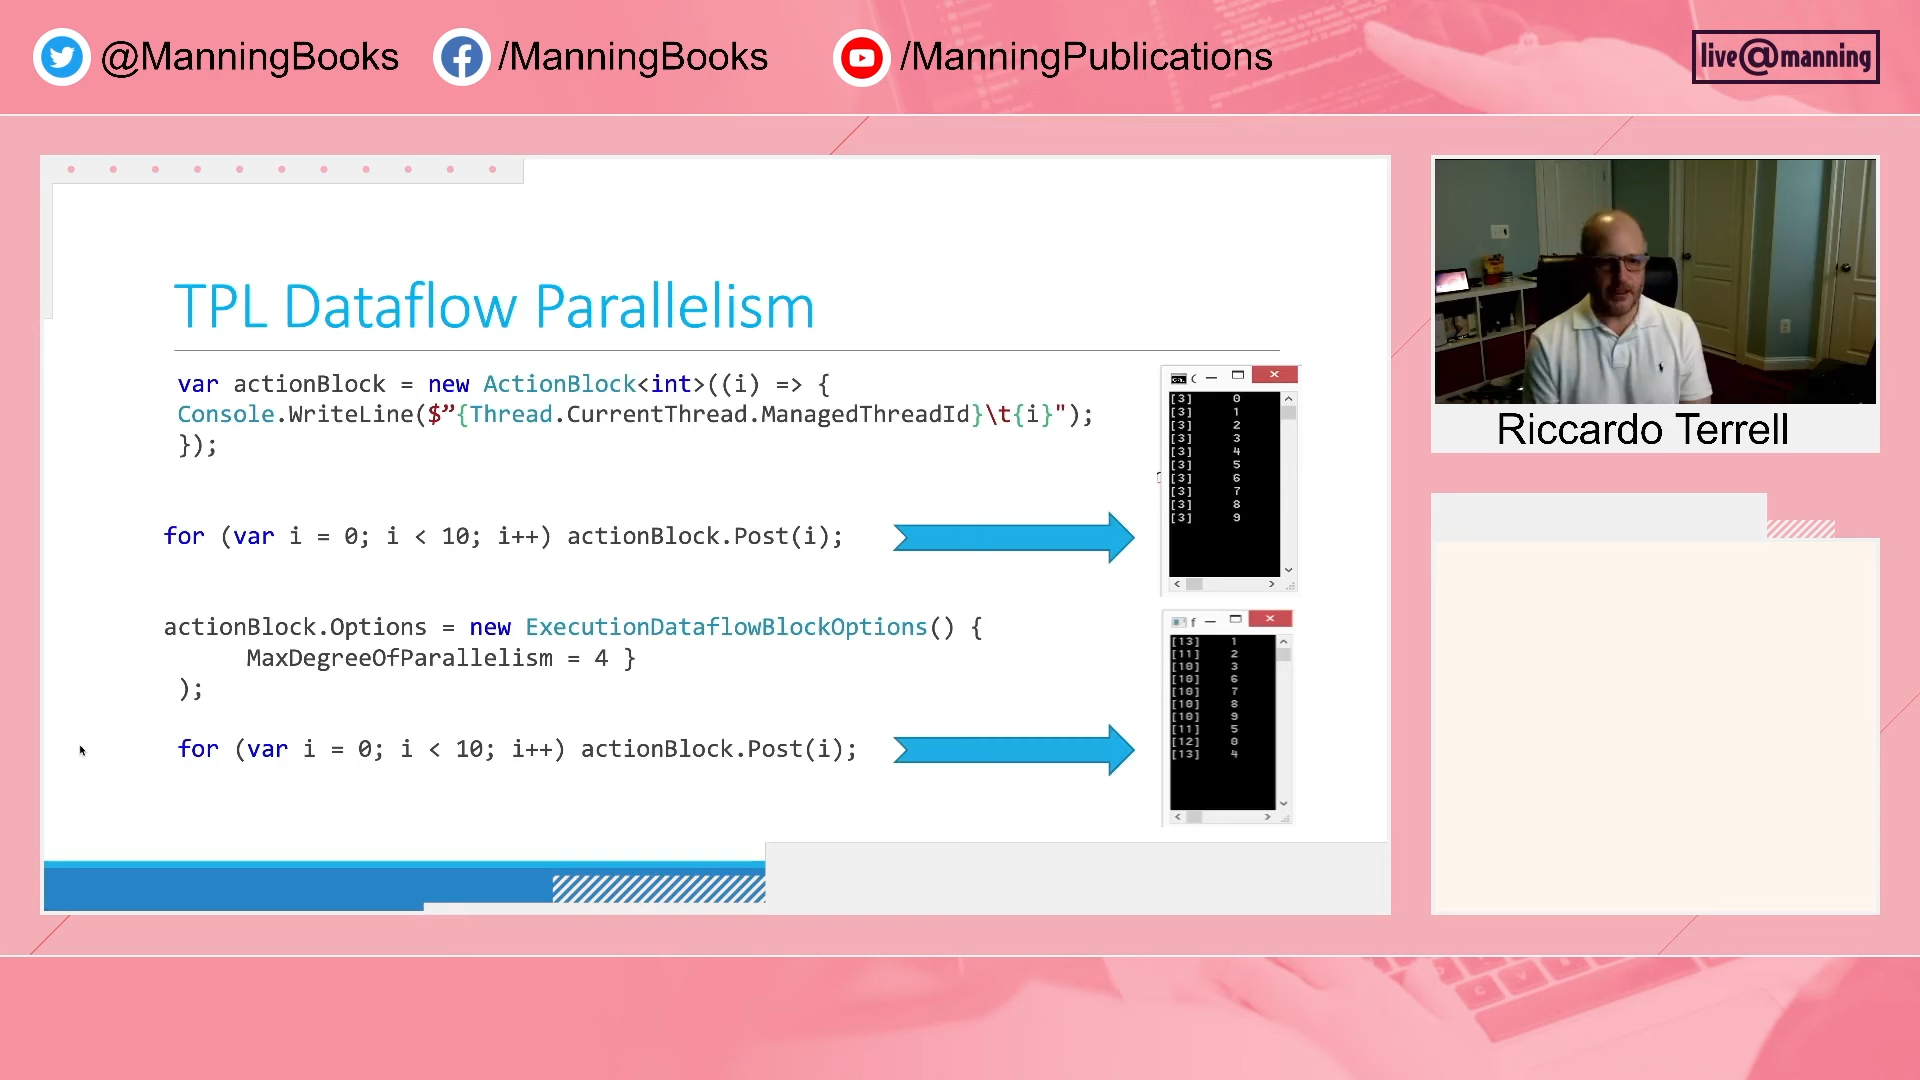 @ManningBooks
/ManningBooks
/ManningPublications
live@manning
TPL Dataflow Parallelism
var actionBlock = new ActionBlock<int>((i) => {
Console.WriteLine($”{Thread.CurrentThread.ManagedThreadId}\t{i}");
});
for (var i = 0; i < 10; i++) actionBlock.Post(i);
[3] 0
[3] 1
[3] 2
[3] 3
[3] 4
[3] 5
[3] 6
[3] 7
[3] 8
[3] 9
actionBlock.Options = new ExecutionDataflowBlockOptions() {
MaxDegreeOfParallelism = 4 }
);
for (var i = 0; i < 10; i++) actionBlock.Post(i);
[13] 1
[11] 2
[10] 3
[10] 6
[10] 7
[10] 8
[10] 9
[11] 5
[12] 0
[13] 4
Riccardo Terrell